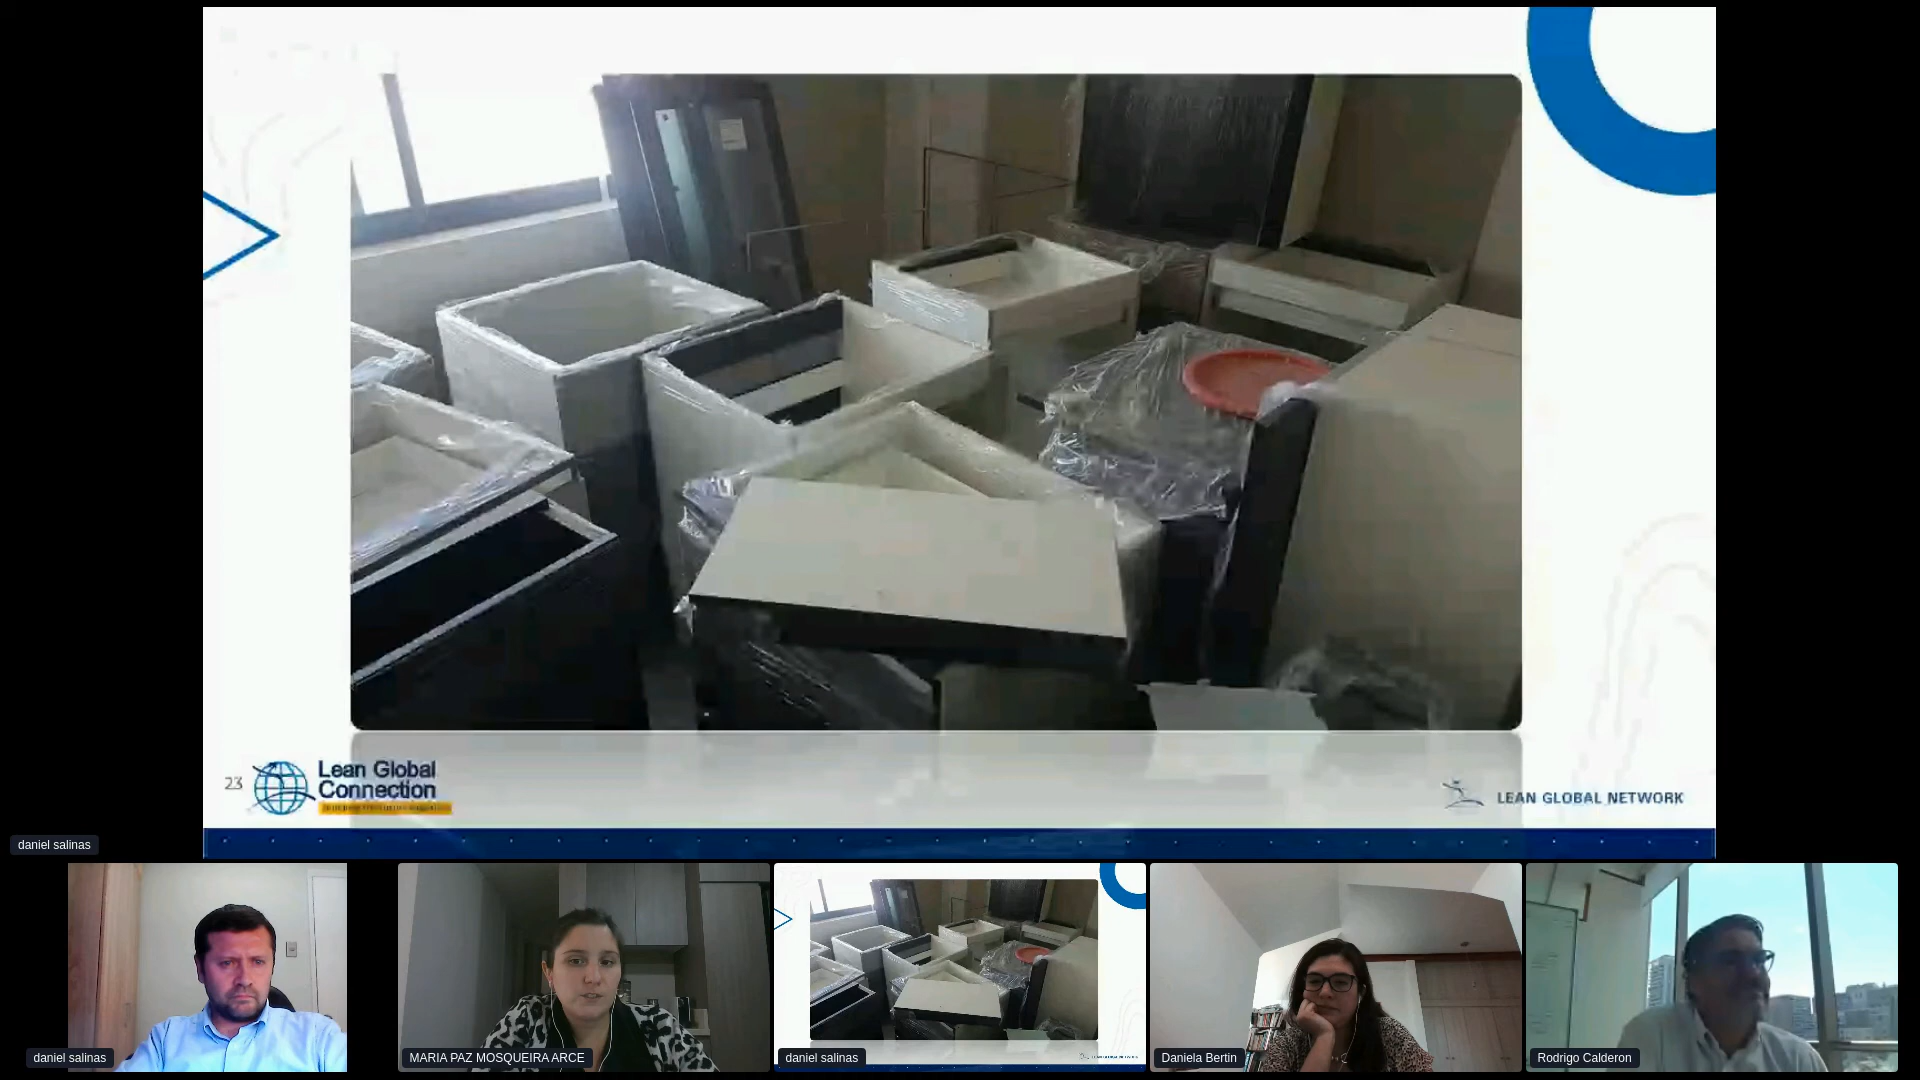 23
Lean Global
Connection
LEAN GLOBAL NETWORK
daniel salinas
daniel salinas
MARIA PAZ MOSQUEIRA ARCE
daniel salinas
Daniela Bertin
Rodrigo Calderon